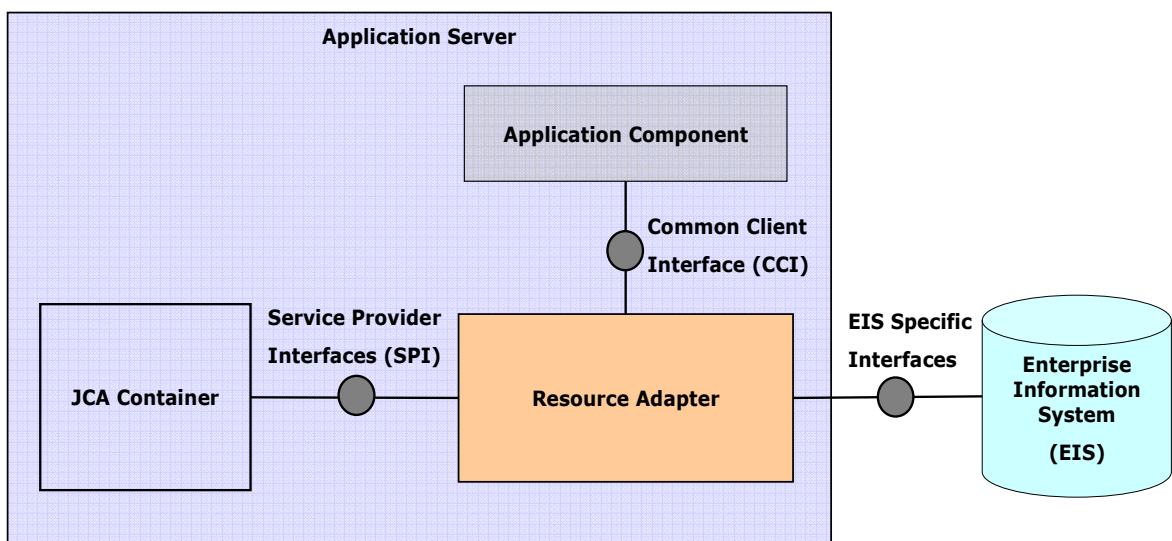 Application Server
Application Component
Common Client
Interface (CCI)
Service Provider
Interfaces (SPI)
EIS Specific
Interfaces
JCA Container
Resource Adapter
Enterprise
Information
System
(EIS)